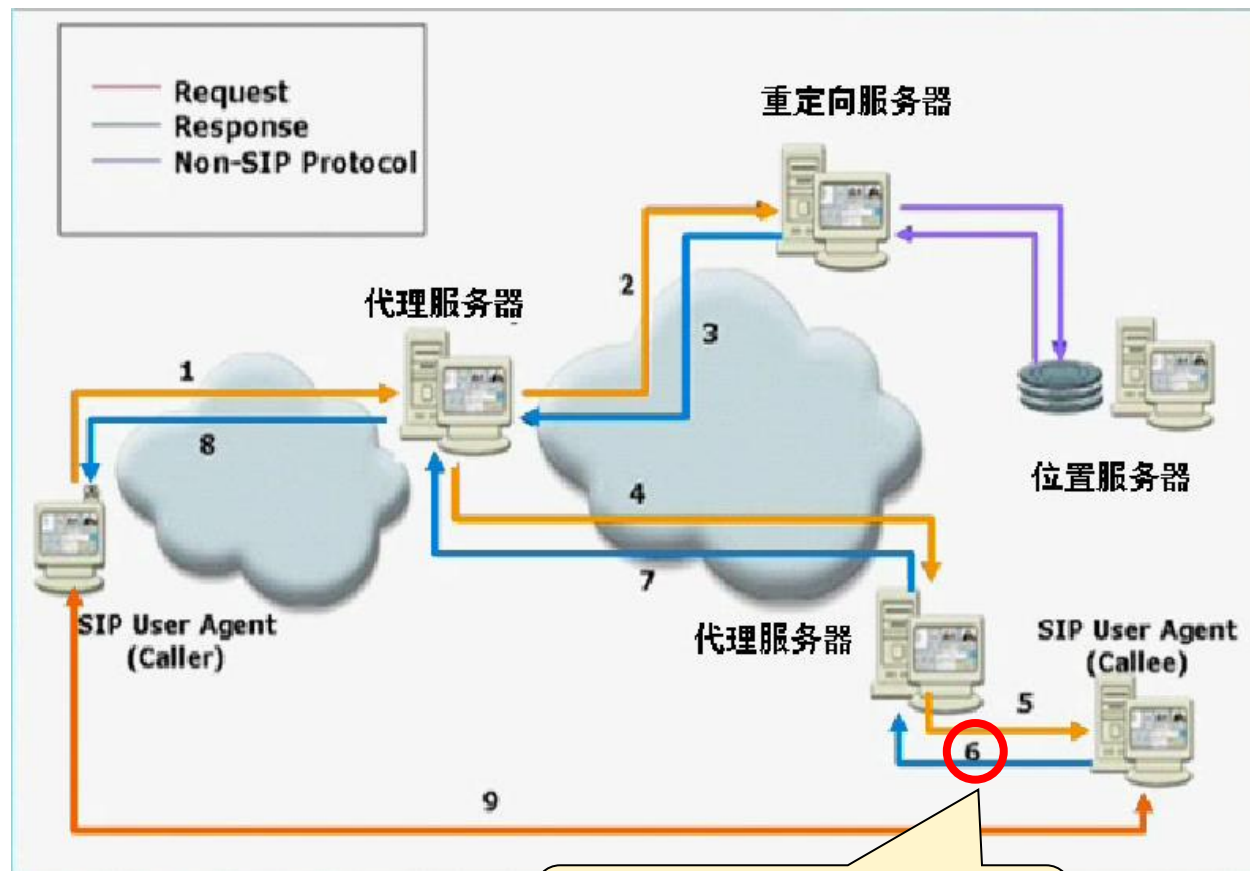 Request
Response
Non-SIP Protocol
重定向服务器
代理服务器
2
3
1
8
位置服务器
4
7
SIP User Agent
(Caller)
代理服务器
SIP User Agent
(Callee)
5
6
9